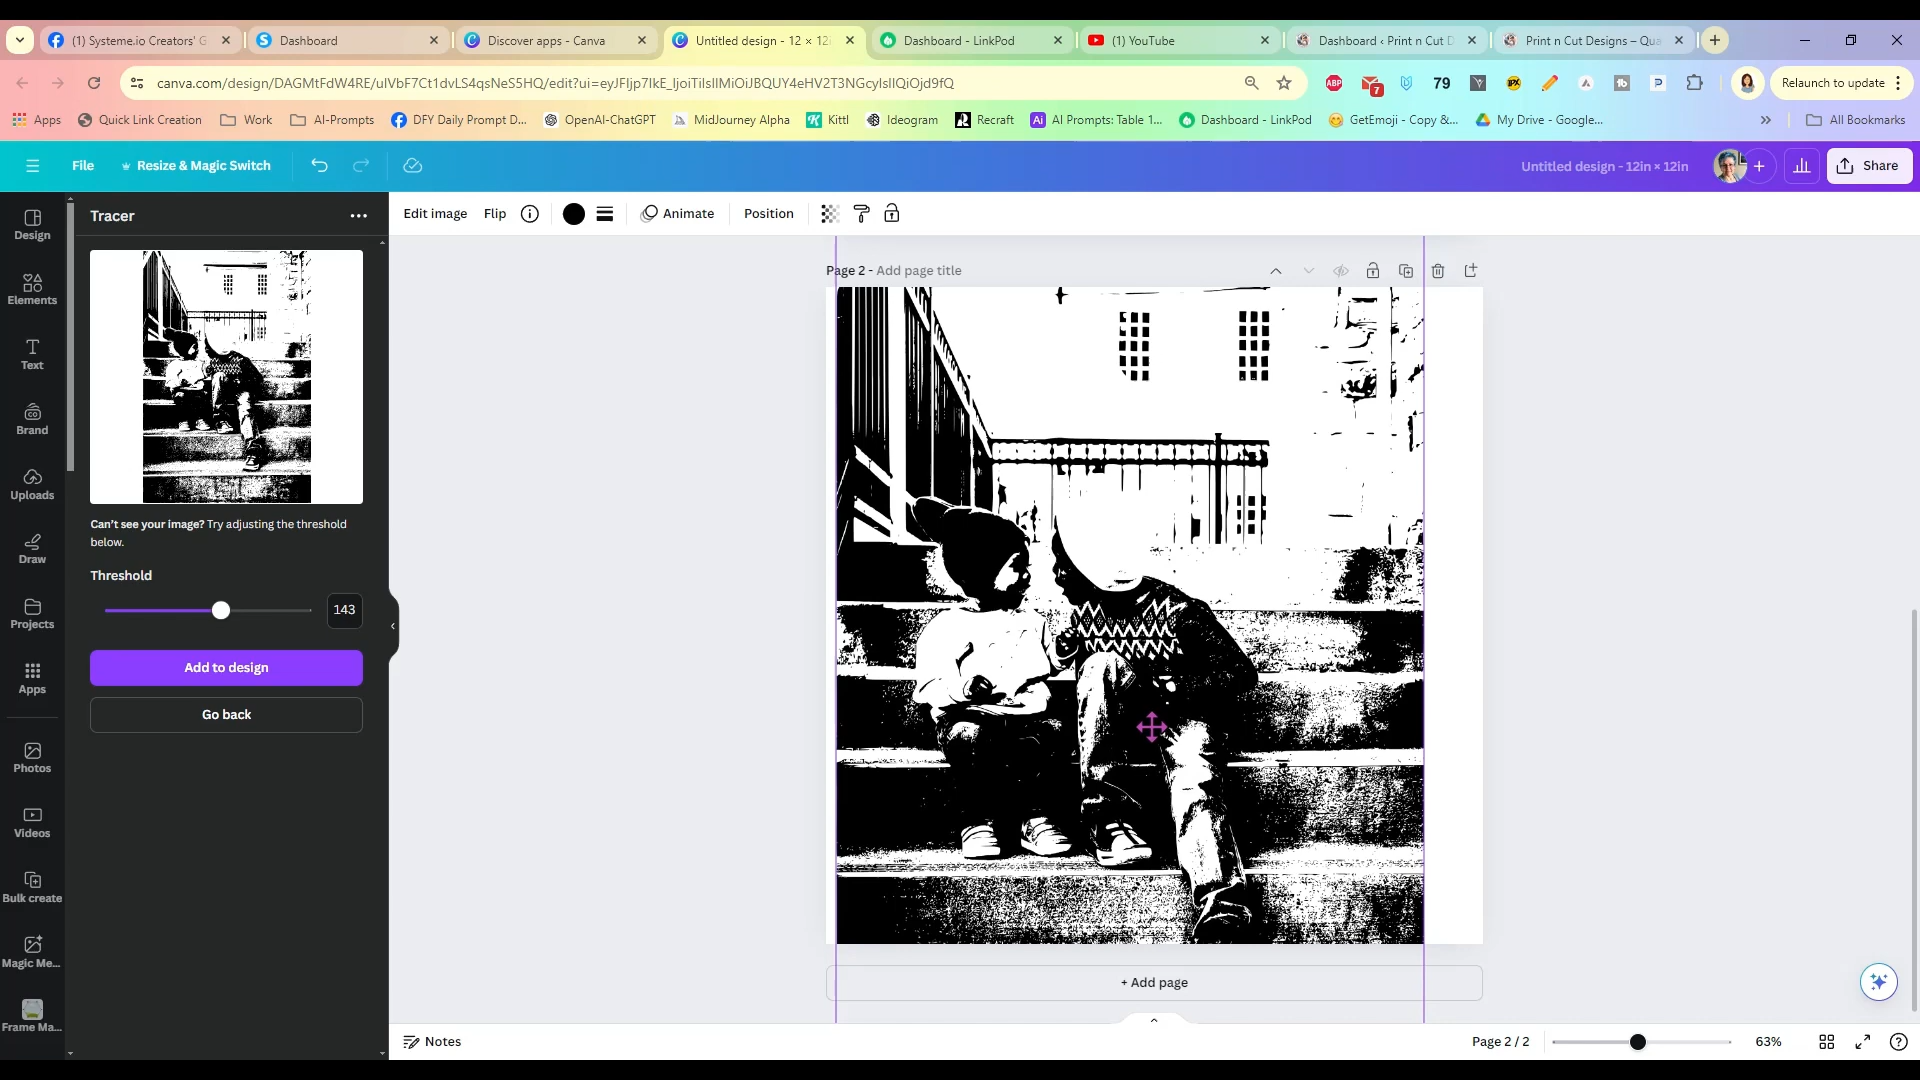 (1) Systeme.io Creators' G
Dashboard
Discover apps - Canva
Untitled design - 12 × 12i
Dashboard - LinkPod
(1) YouTube
Dashboard ‹ Print n Cut D
Print n Cut Designs – Qua
canva.com/design/DAGMtFdW4RE/ulVbF7Ct1dvLS4qsNeS5HQ/edit?ui=eyJFIjp7IkE_IjoiTilsIlMiOiJBQUY4eHV2T3NGcylsIlQiOjd9fQ
ABP
7
79
Relaunch to update
Apps
Quick Link Creation
Work
AI-Prompts
DFY Daily Prompt D...
OpenAI-ChatGPT
MidJourney Alpha
Kittl
Ideogram
Recraft
AI Prompts: Table 1...
Dashboard - LinkPod
GetEmoji - Copy &...
My Drive - Google...
All Bookmarks
File
Resize & Magic Switch
Untitled design - 12in × 12in
Share
Design
Elements
Text
Brand
Uploads
Draw
Projects
Apps
Photos
Videos
Bulk create
Magic Me...
Frame Ma...
Tracer
Can't see your image? Try adjusting the threshold
below.
Threshold
143
Add to design
Go back
Edit image
Flip
Animate
Position
Page 2 - Add page title
+ Add page
Notes
Page 2 / 2
63%